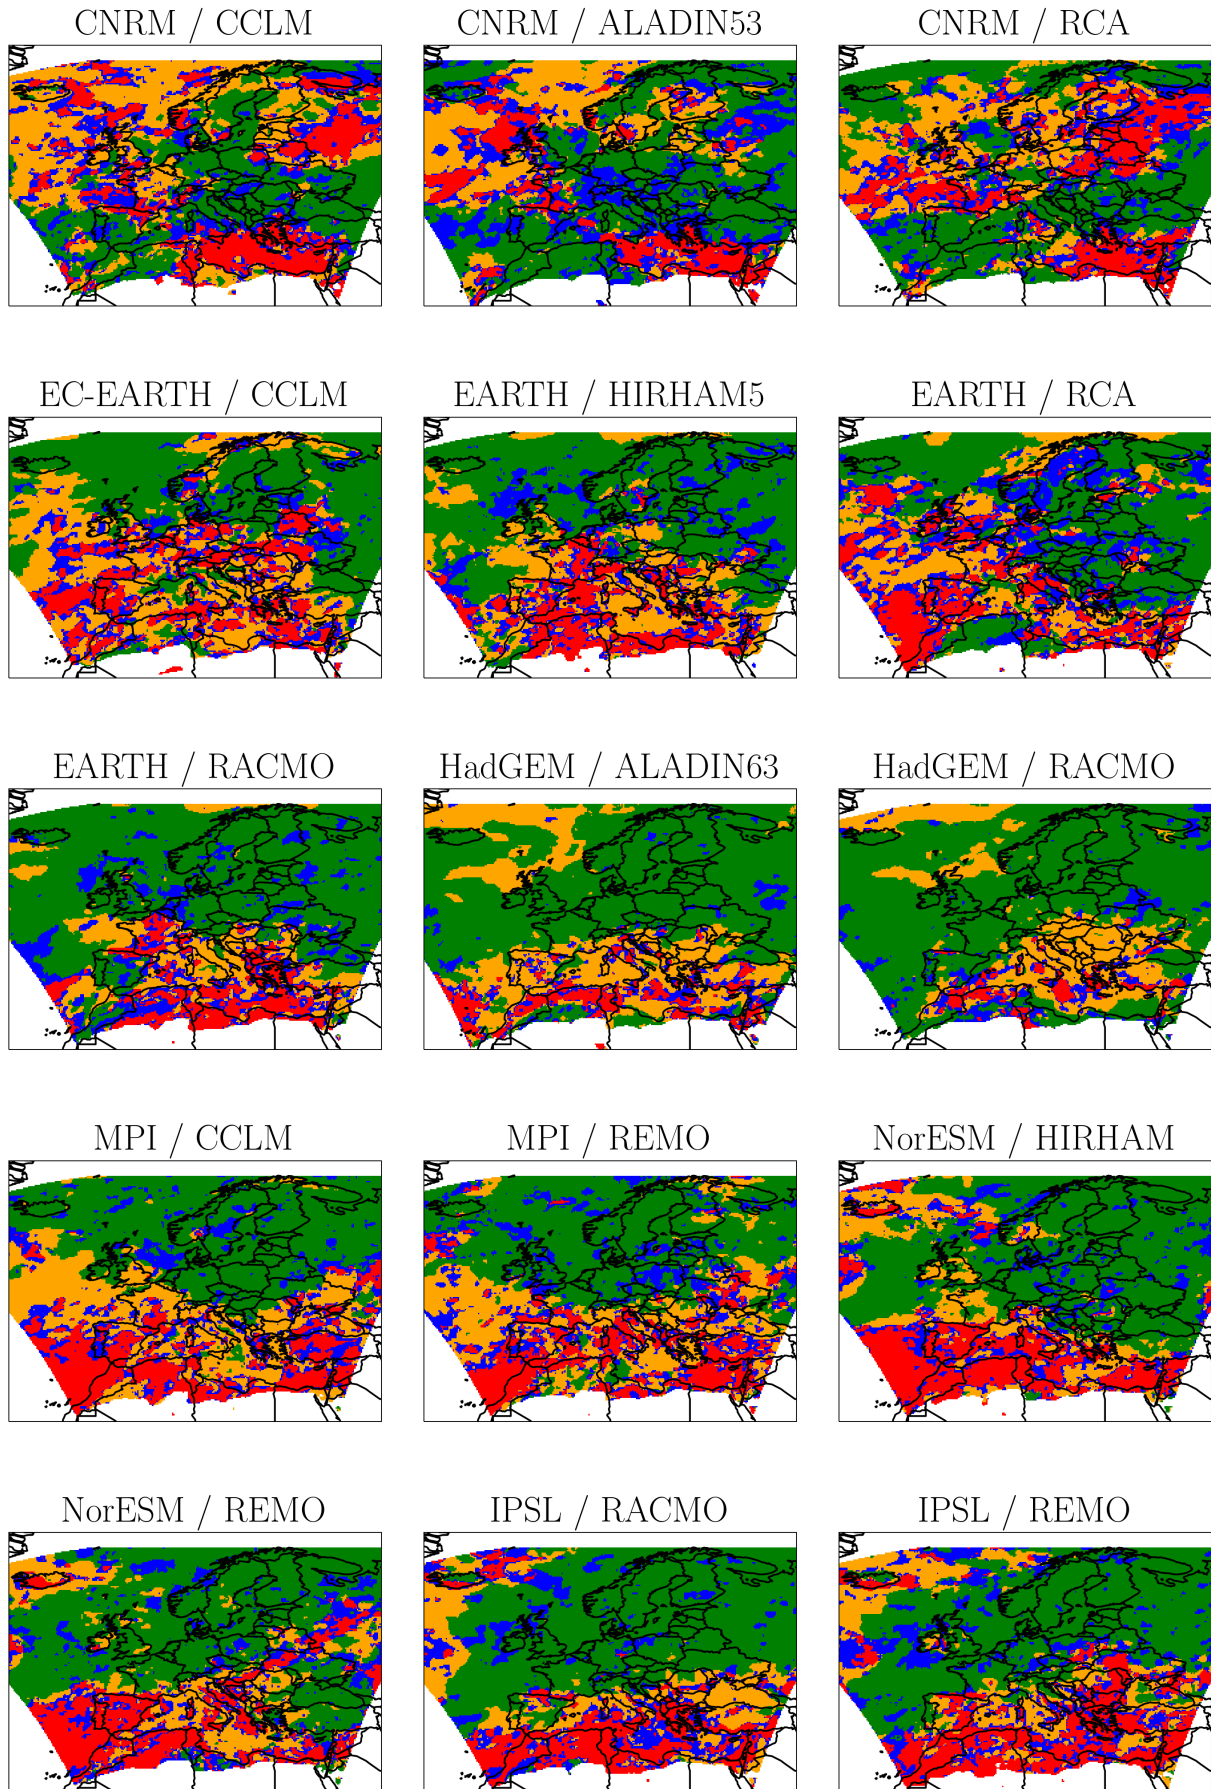 CNRM / CCLM
CNRM / ALADIN53
CNRM / RCA
EC-EARTH / CCLM
EARTH / HIRHAM5
EARTH / RCA
EARTH / RACMO
HadGEM / ALADIN63
HadGEM / RACMO
MPI / CCLM
MPI / REMO
NorESM / HIRHAM
NorESM / REMO
IPSL / RACMO
IPSL / REMO